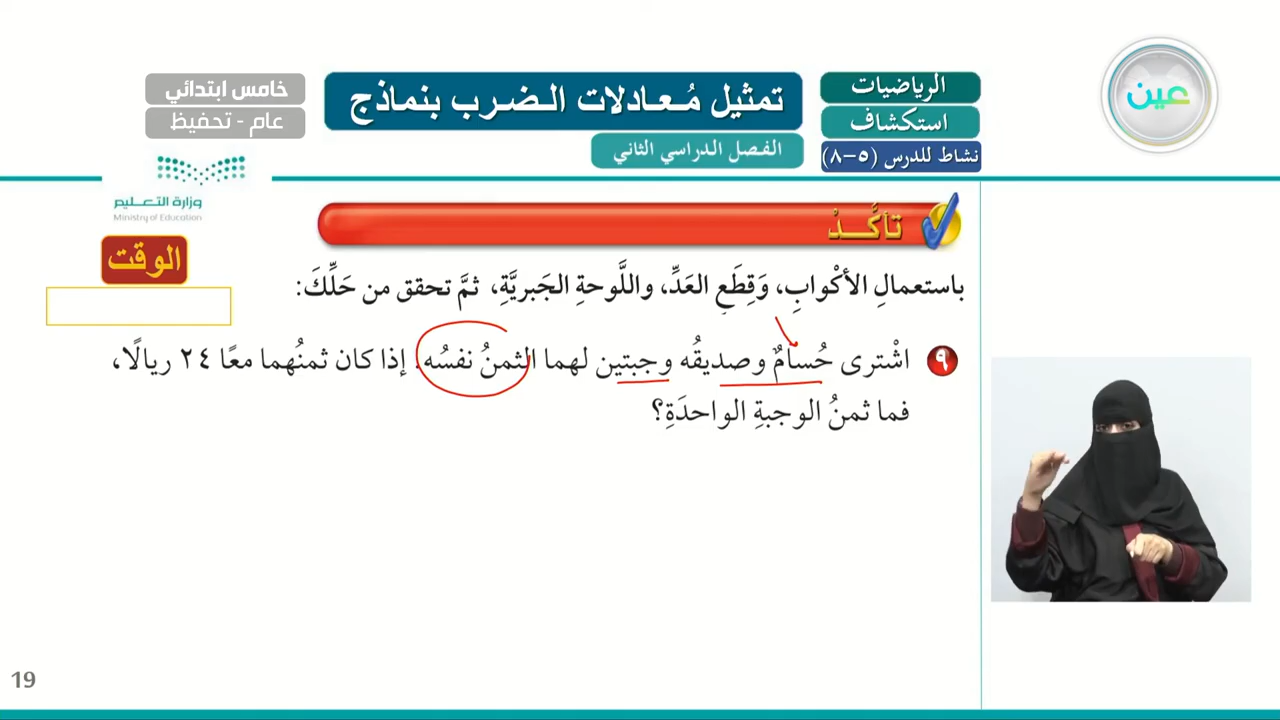 عين
الرياضيات
استكشاف
نشاط للدرس (٥-٨)
تمثيل مُعادلات الضرب بنماذج
الفصل الدراسي الثاني
خامس ابتدائي
عام - تحفيظ
وزارة التعليم
Ministry of Education
تأكَّدْ
الوقت
باستعمالِ الأكْوابِ، وَقِطَعِ العَدِّ، واللَّوحةِ الجَبريَّةِ، ثمَّ تحقق من حَلِّكَ:
٩ اشْترى حُسامٌ وصديقُه وجبتين لهما الثمنُ نفسُه. إذا كان ثمنُهما معًا ٢٤ ريالًا،
فما ثمنُ الوجبةِ الواحدَةِ؟
19